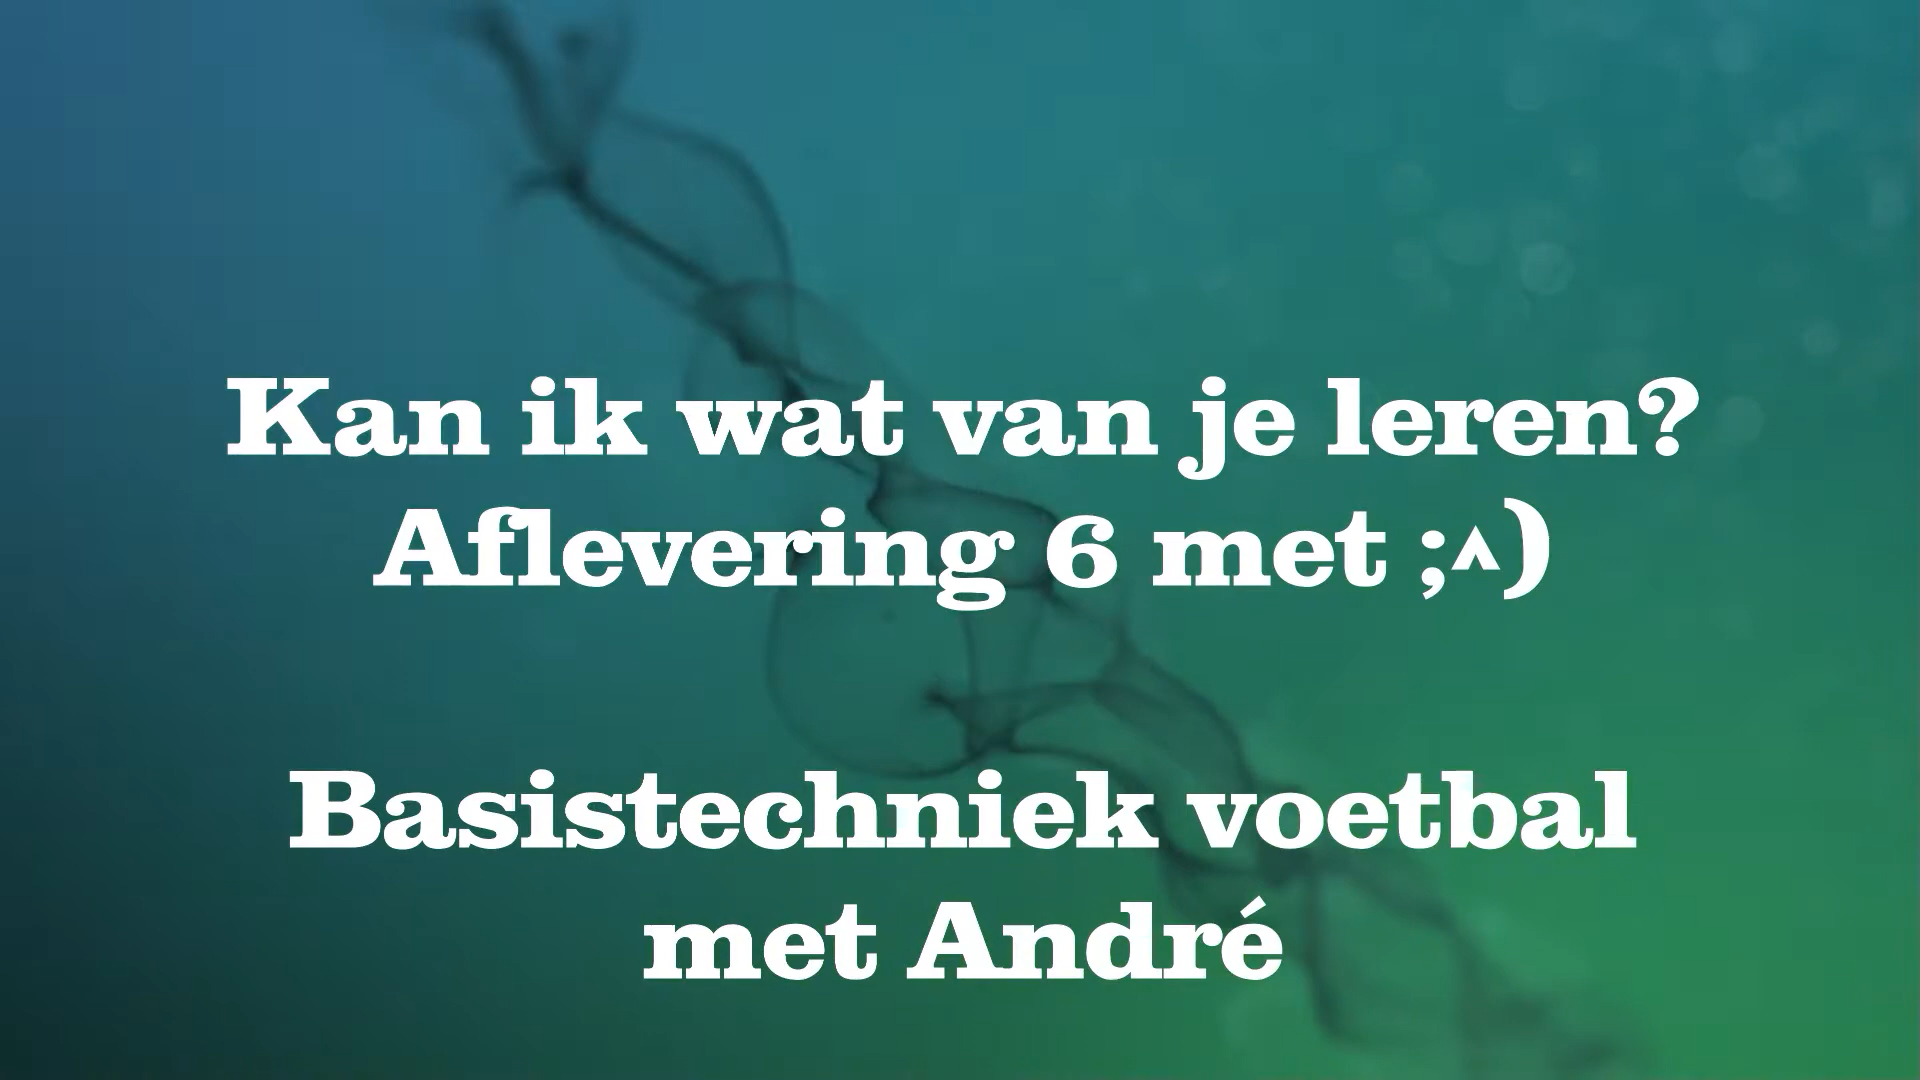 Kan ik wat van je leren?
Aflevering 6 met ;^)
Basistechniek voetbal
met André